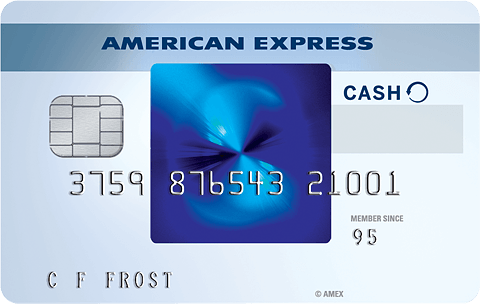 AMERICAN EXPRESS
CASH
3759 876543 21001
MEMBER SINCE
95
C F FROST
© AMEX